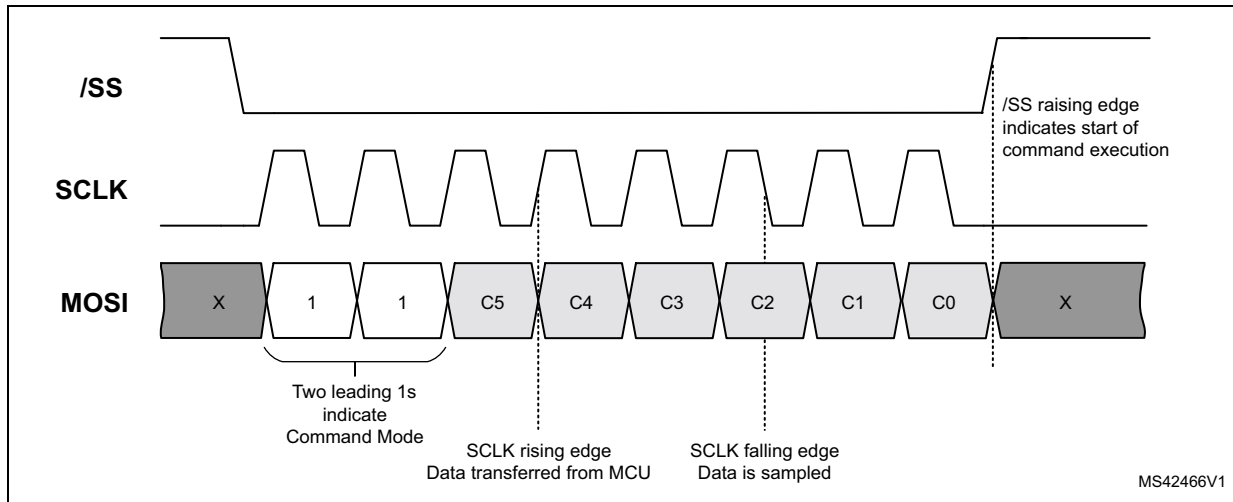 /SS
/SS raising edge
indicates start of
command execution
SCLK
MOSI
X 1 1 C5 C4 C3 C2 C1 C0 X
Two leading 1s
indicate
Command Mode
SCLK rising edge
Data transferred from MCU
SCLK falling edge
Data is sampled
MS42466V1